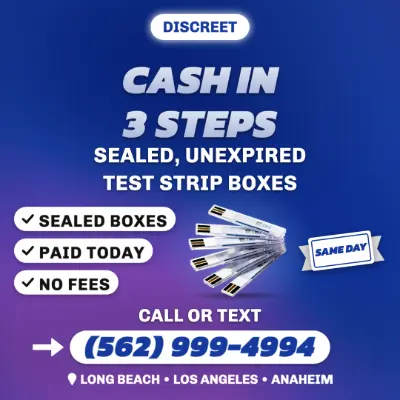 DISCREET
CASH IN
3 STEPS
SEALED, UNEXPIRED
TEST STRIP BOXES
✓ SEALED BOXES
✓ PAID TODAY
✓ NO FEES
SAME DAY
CALL OR TEXT
(562) 999-4994
LONG BEACH • LOS ANGELES • ANAHEIM